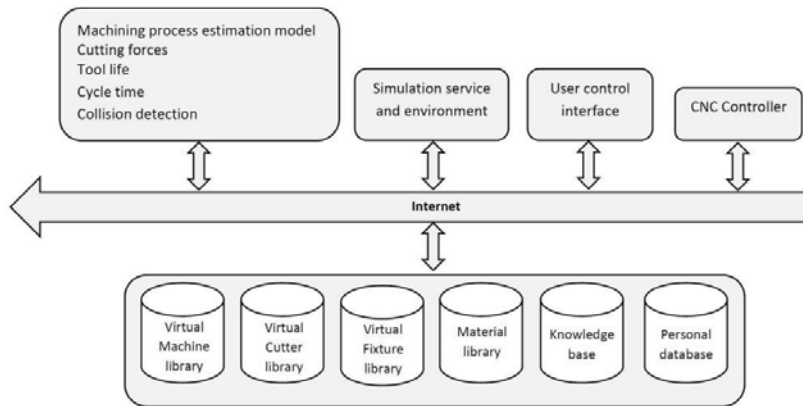 Machining process estimation model
Cutting forces
Tool life
Cycle time
Collision detection
Simulation service
and environment
User control
interface
CNC Controller
Internet
Virtual
Machine
library
Virtual
Cutter
library
Virtual
Fixture
library
Material
library
Knowledge
base
Personal
database